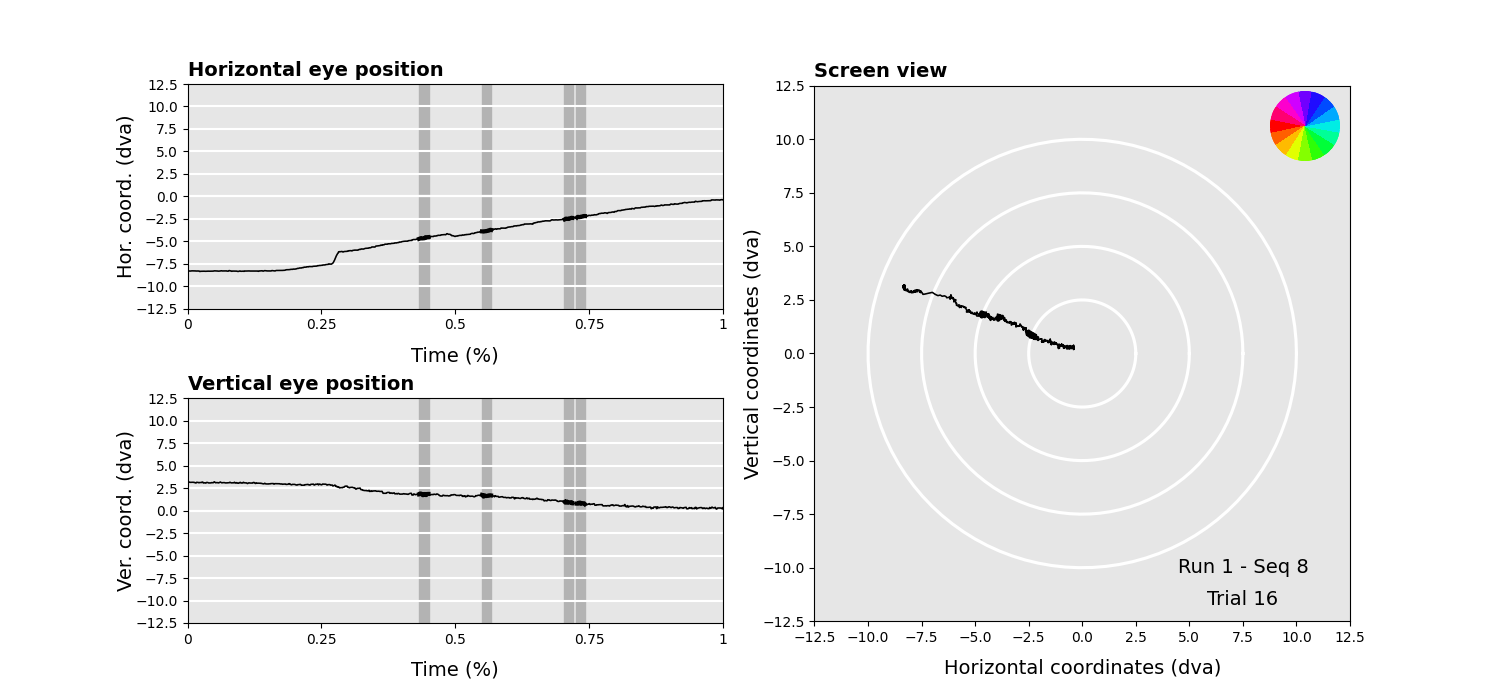 Horizontal eye position
Hor. coord. (dva)
12.5
10.0
7.5
5.0
2.5
0.0
−2.5
−5.0
−7.5
−10.0
−12.5
0 0.25 0.5 0.75 1
Time (%)
Vertical eye position
Ver. coord. (dva)
12.5
10.0
7.5
5.0
2.5
0.0
−2.5
−5.0
−7.5
−10.0
−12.5
0 0.25 0.5 0.75 1
Time (%)
Screen view
Vertical coordinates (dva)
12.5
10.0
7.5
5.0
2.5
0.0
−2.5
−5.0
−7.5
−10.0
−12.5
Run 1 - Seq 8
Trial 16
−12.5 −10.0 −7.5 −5.0 −2.5 0.0 2.5 5.0 7.5 10.0 12.5
Horizontal coordinates (dva)